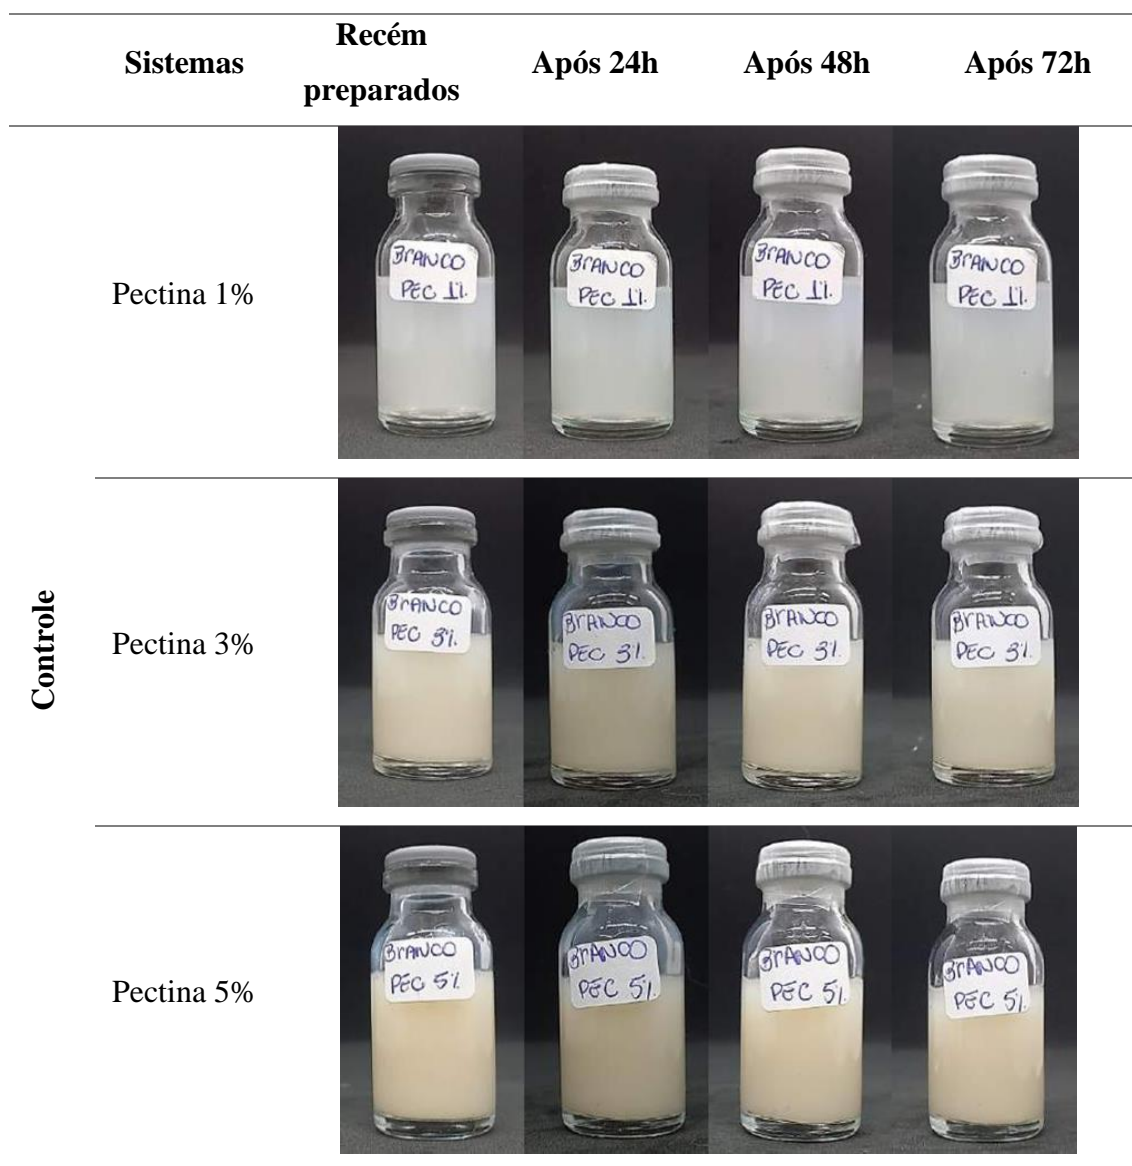 Sistemas
Recém
preparados
Após 24h
Após 48h
Após 72h
Controle
Pectina 1%
BrANCO
PEC 1%.
BrANCO
PEC 1%.
BrANCO
PEC 1%.
BrANCO
PEC 1%.
Pectina 3%
BrANCO
PEC 3%.
BrANCO
PEC 3%.
BrANCO
PEC 3%.
BrANCO
PEC 3%.
Pectina 5%
BrANCO
PEC 5%
BrANCO
PEC 5%
BrANCO
PEC 5%
BrANCO
PEC 5%